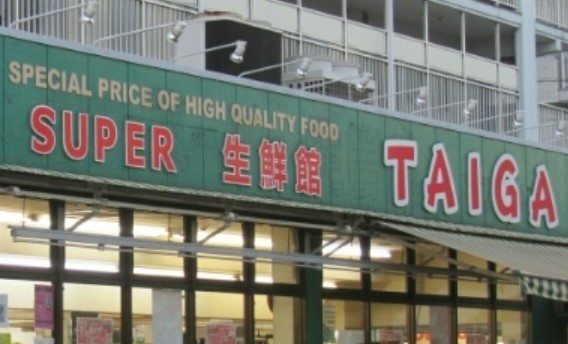 SPECIAL PRICE OF HIGH QUALITY FOOD
SUPER 生鮮館 TAIGA